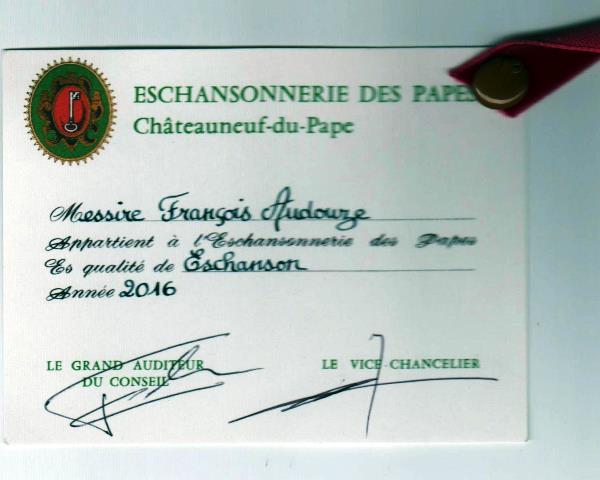 ESCHANSONNERIE DES PAPES
Châteauneuf-du-Pape
Messire François Audouze
Appartient à l'Eschansonnerie des Papes
Es qualité de Eschanson
Année 2016
LE GRAND AUDITEUR
DU CONSEIL
LE VICE-CHANCELIER